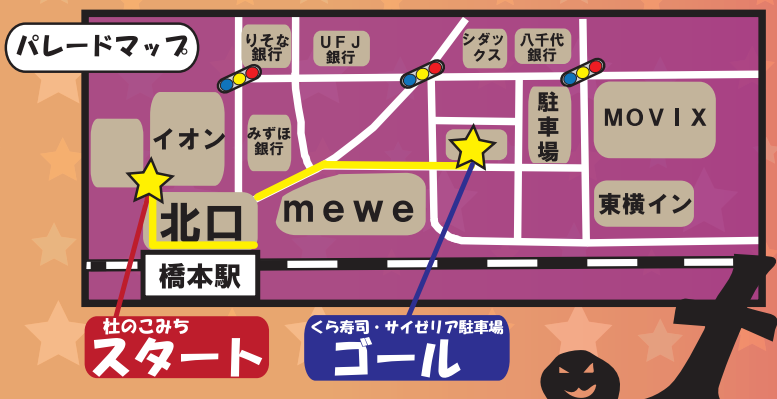 パレードマップ
りそな
銀行
UFJ
銀行
シダッ
クス
八千代
銀行
イオン
みずほ
銀行
駐車場
MOVIX
mewe
東横イン
北口
橋本駅
杜のこみち
スタート
くら寿司・サイゼリア駐車場
ゴール